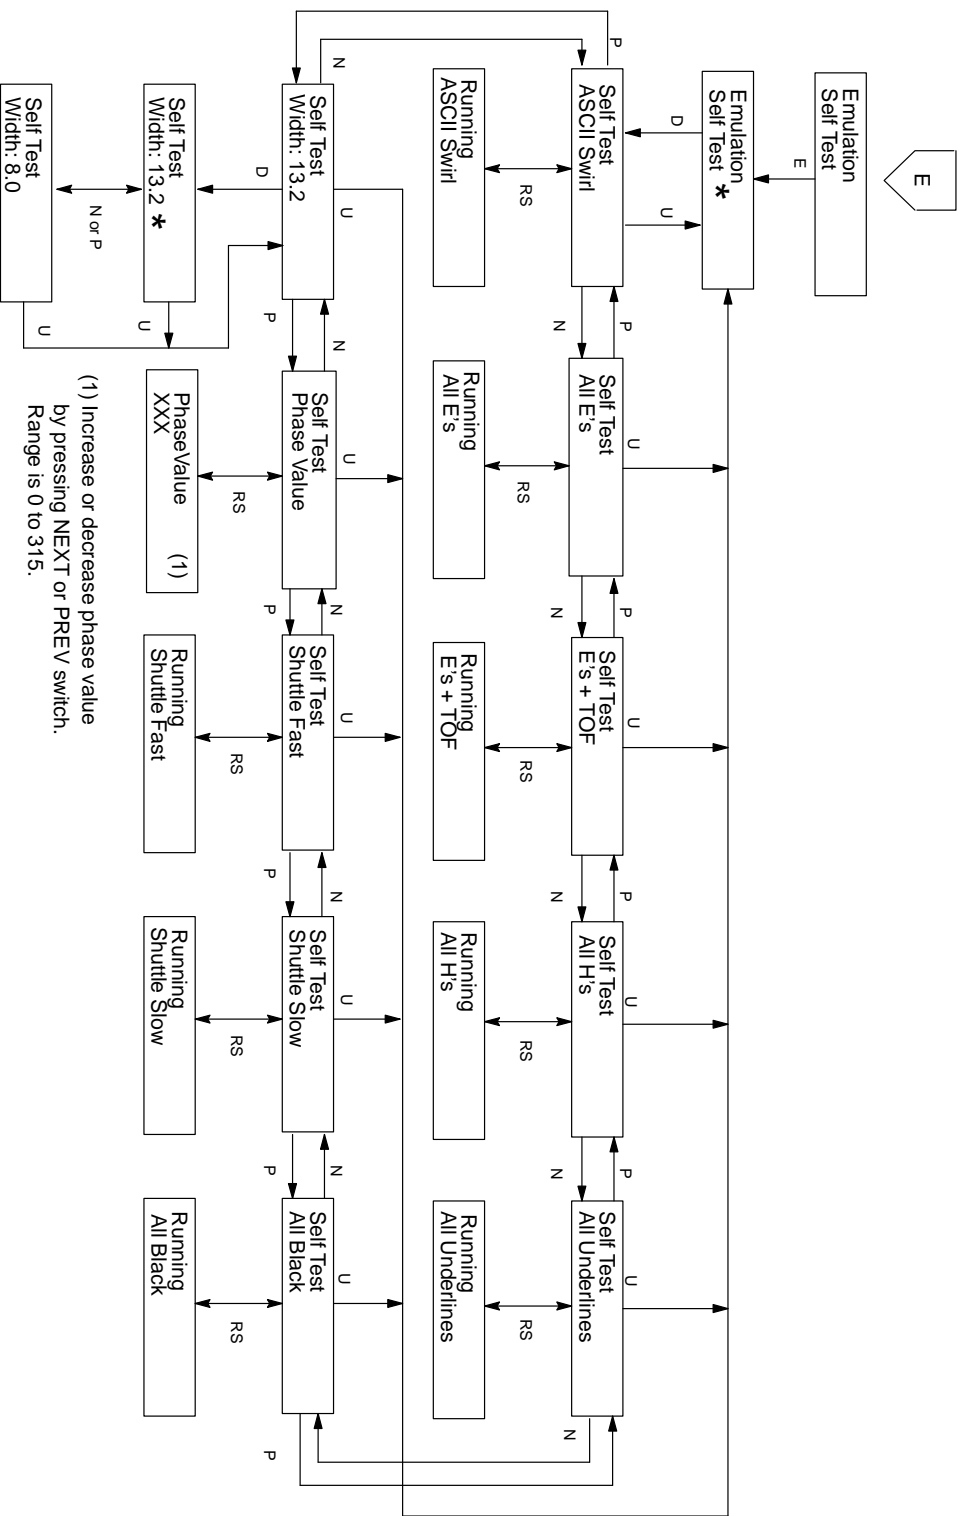 E
Emulation
Self Test
E
Emulation
Self Test *
D
U
P
N
Self Test
ASCII Swirl
P
N
Self Test
All E's
U
P
N
Self Test
E's + TOF
U
P
N
Self Test
All H's
U
P
N
Self Test
All Underlines
U
N
P
RS
RS
RS
RS
RS
Running
ASCII Swirl
Running
All E's
Running
E's + TOF
Running
All H's
Running
All Underlines
Self Test
Width: 13.2
U
N
P
Self Test
Phase Value
U
N
P
Self Test
Shuttle Fast
U
N
P
Self Test
Shuttle Slow
U
N
P
Self Test
All Black
U
D
RS
RS
RS
RS
Self Test
Width: 13.2 *
U
PhaseValue
XXX (1)
Running
Shuttle Fast
Running
Shuttle Slow
Running
All Black
N or P
Self Test
Width: 8.0
U
(1) Increase or decrease phase value
by pressing NEXT or PREV switch.
Range is 0 to 315.